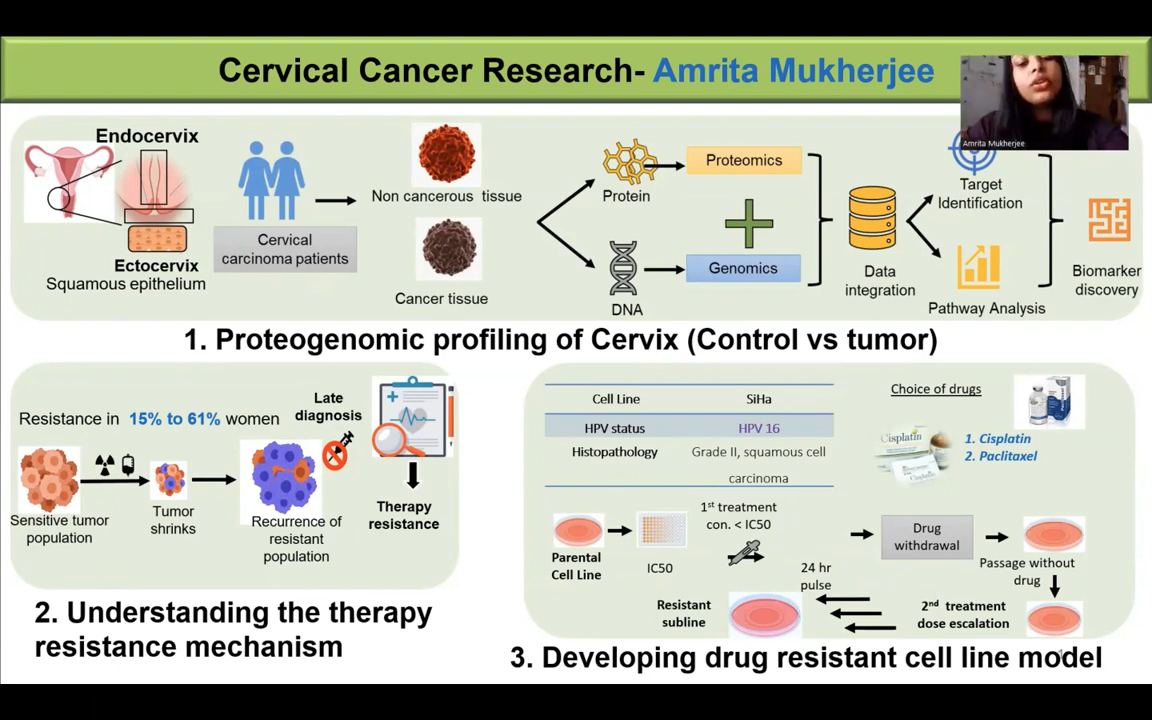 Cervical Cancer Research- Amrita Mukherjee
Amrita Mukherjee
Endocervix
Ectocervix
Squamous epithelium
Cervical
carcinoma patients
Non cancerous tissue
Cancer tissue
Protein
DNA
Proteomics
Genomics
Data
integration
Target
Identification
Pathway Analysis
Biomarker
discovery
1. Proteogenomic profiling of Cervix (Control vs tumor)
Resistance in 15% to 61% women
Late
diagnosis
Sensitive tumor
population
Tumor
shrinks
Recurrence of
resistant
population
Therapy
resistance
2. Understanding the therapy
resistance mechanism
Cell Line SiHa
HPV status HPV 16
Histopathology Grade II, squamous cell
carcinoma
Choice of drugs
Cisplatin
1. Cisplatin
2. Paclitaxel
Parental
Cell Line
IC50
1st treatment
con. < IC50
24 hr
pulse
Drug
withdrawal
Passage without
drug
2nd treatment
dose escalation
Resistant
subline
3. Developing drug resistant cell line model